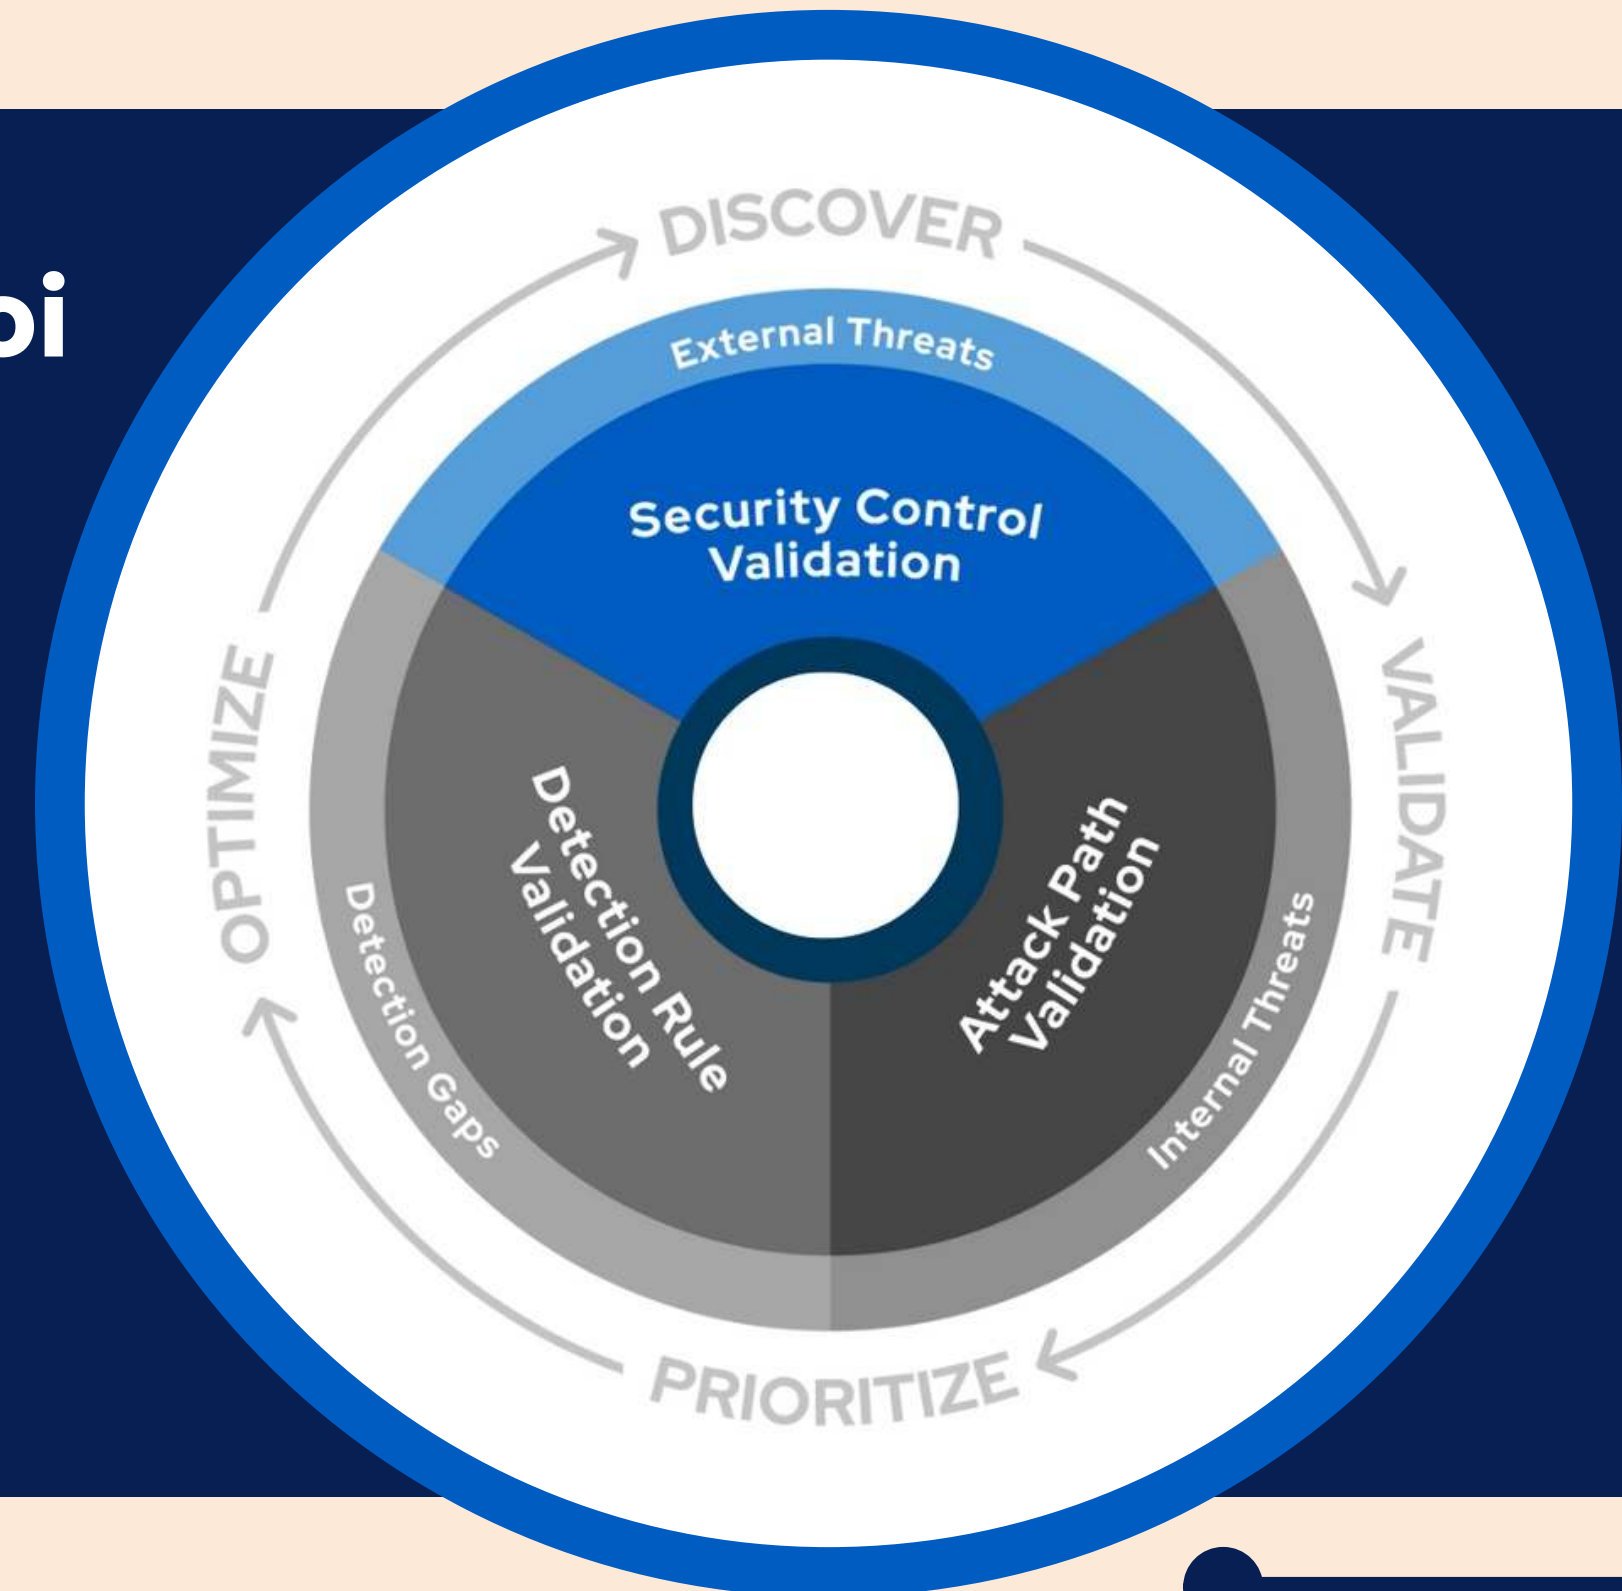 oi
DISCOVER
External Threats
Security Control
Validation
VALIDATE
Attack Path
Validation
Internal Threats
PRIORITIZE
Detection Rule
Validation
Detection Gaps
OPTIMIZE